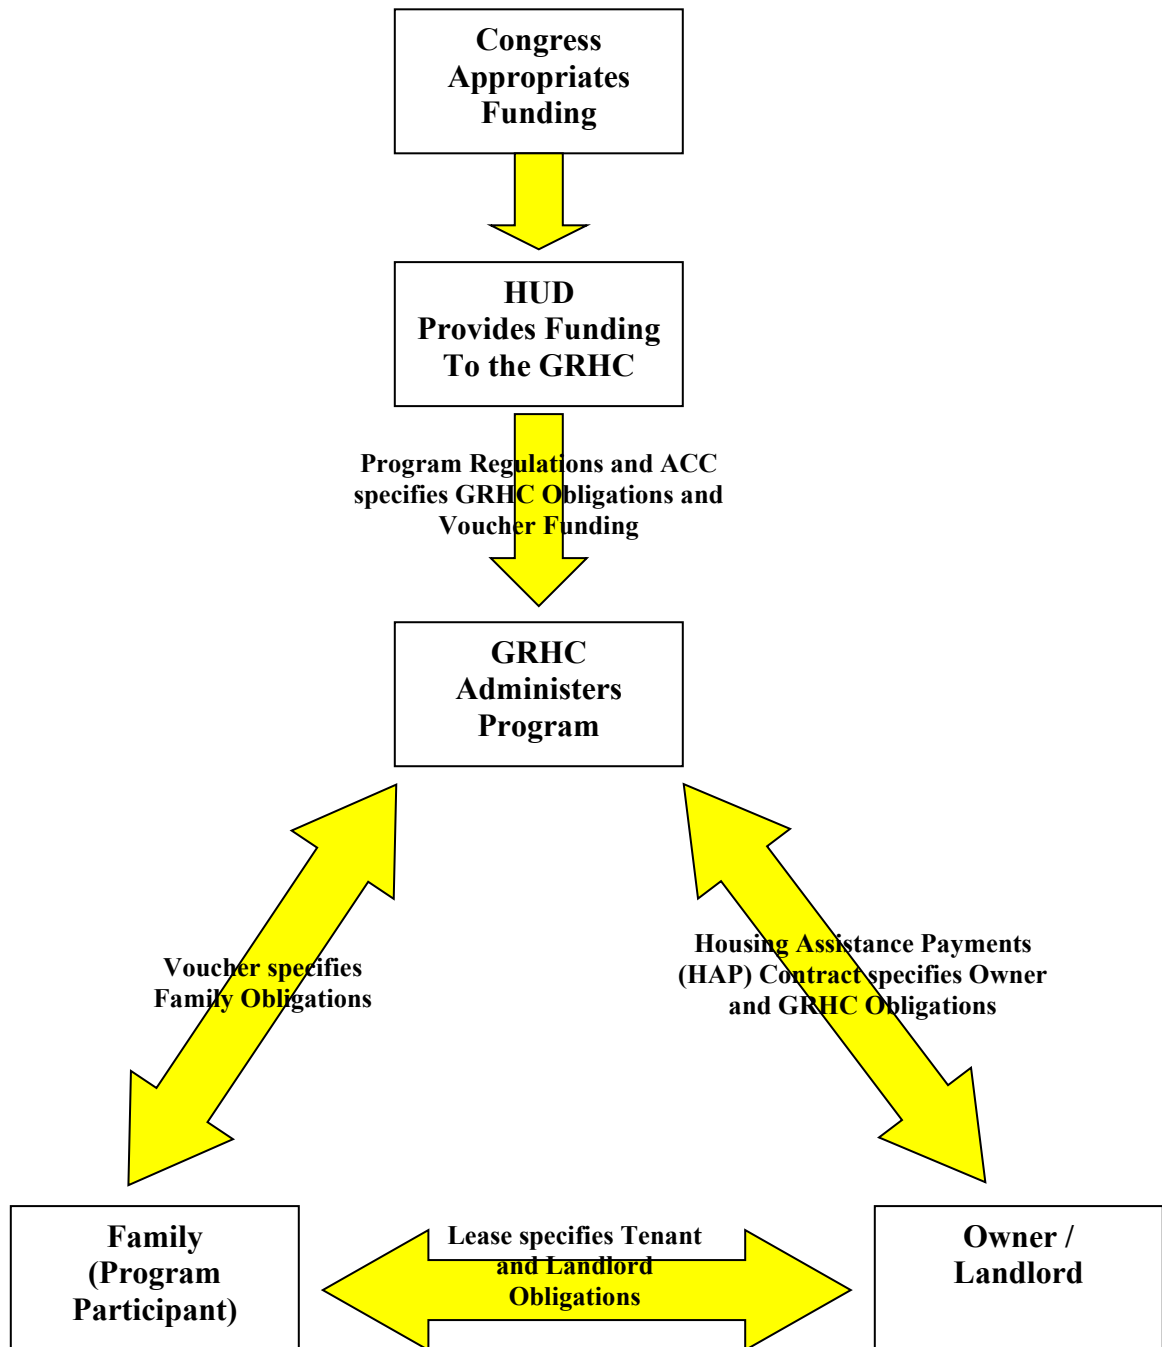 Congress
Appropriates
Funding
HUD
Provides Funding
To the GRHC
Program Regulations and ACC
specifies GRHC Obligations and
Voucher Funding
GRHC
Administers
Program
Voucher specifies
Family Obligations
Housing Assistance Payments
(HAP) Contract specifies Owner
and GRHC Obligations
Family
(Program
Participant)
Lease specifies Tenant
and Landlord
Obligations
Owner /
Landlord